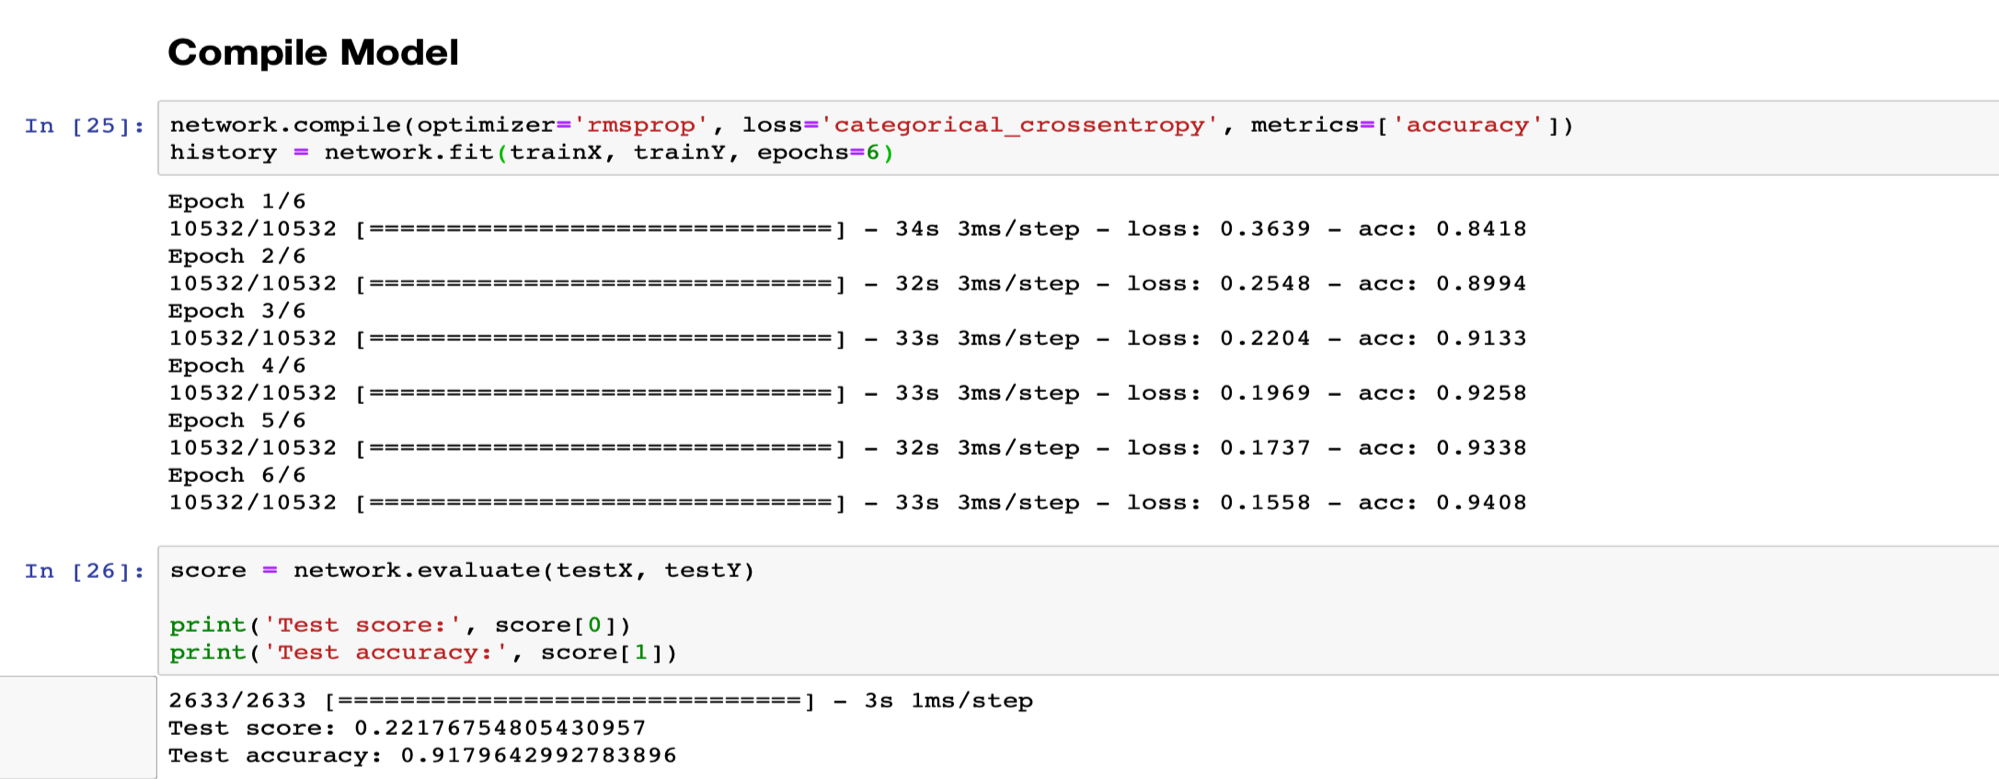 Compile Model
In [25]: network.compile(optimizer='rmsprop', loss='categorical_crossentropy', metrics=['accuracy'])
history = network.fit(trainX, trainY, epochs=6)
Epoch 1/6
10532/10532 [==============================] - 34s 3ms/step - loss: 0.3639 - acc: 0.8418
Epoch 2/6
10532/10532 [==============================] - 32s 3ms/step - loss: 0.2548 - acc: 0.8994
Epoch 3/6
10532/10532 [==============================] - 33s 3ms/step - loss: 0.2204 - acc: 0.9133
Epoch 4/6
10532/10532 [==============================] - 33s 3ms/step - loss: 0.1969 - acc: 0.9258
Epoch 5/6
10532/10532 [==============================] - 32s 3ms/step - loss: 0.1737 - acc: 0.9338
Epoch 6/6
10532/10532 [==============================] - 33s 3ms/step - loss: 0.1558 - acc: 0.9408
In [26]: score = network.evaluate(testX, testY)
print('Test score:', score[0])
print('Test accuracy:', score[1])
2633/2633 [==============================] - 3s 1ms/step
Test score: 0.22176754805430957
Test accuracy: 0.9179642992783896